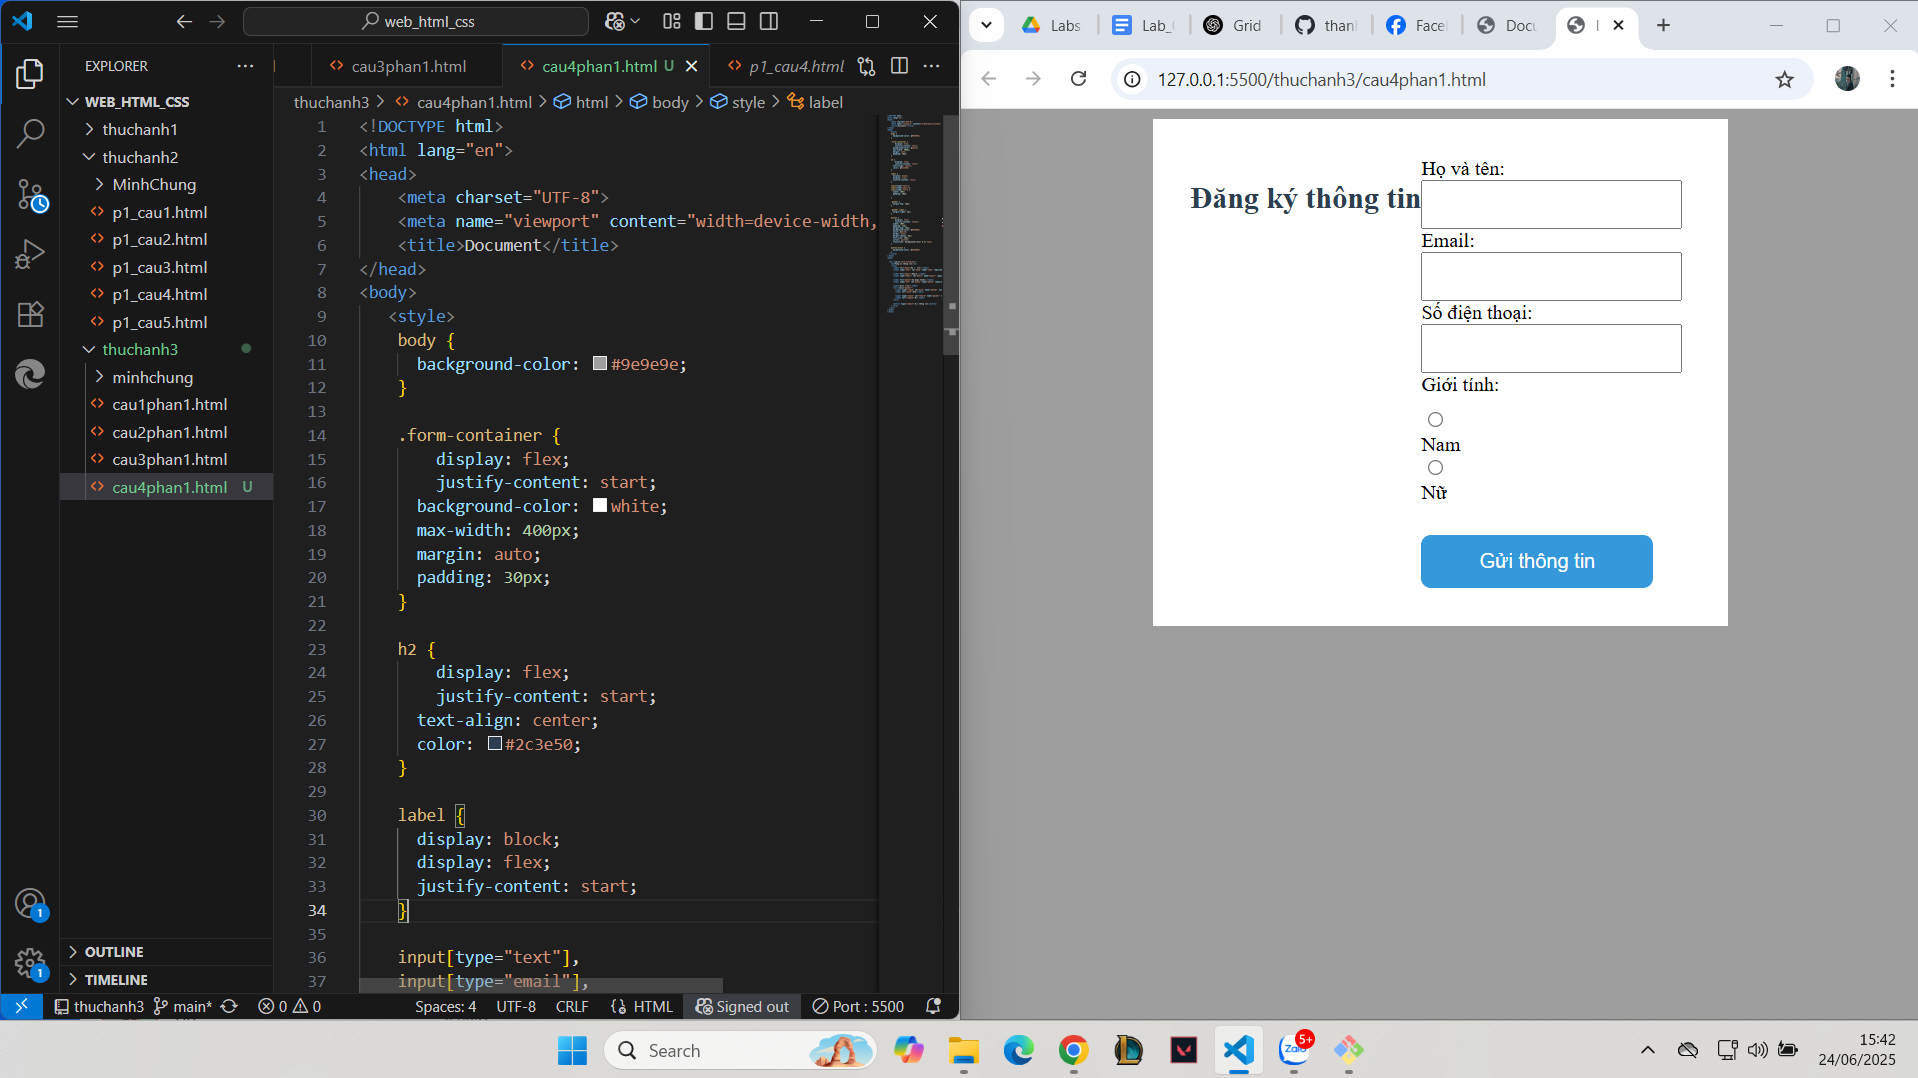 web_html_css
EXPLORER
WEB_HTML_CSS
thuchanh1
thuchanh2
MinhChung
p1_cau1.html
p1_cau2.html
p1_cau3.html
p1_cau4.html
p1_cau5.html
thuchanh3
minhchung
cau1phan1.html
cau2phan1.html
cau3phan1.html
cau4phan1.html U
OUTLINE
TIMELINE
cau3phan1.html
cau4phan1.html U
p1_cau4.html
thuchanh3 > cau4phan1.html > html > body > style > label
1 <!DOCTYPE html>
2 <html lang="en">
3 <head>
4 <meta charset="UTF-8">
5 <meta name="viewport" content="width=device-width,
6 <title>Document</title>
7 </head>
8 <body>
9 <style>
10 body {
11 background-color: #9e9e9e;
12 }
13
14 .form-container {
15 display: flex;
16 justify-content: start;
17 background-color: white;
18 max-width: 400px;
19 margin: auto;
20 padding: 30px;
21 }
22
23 h2 {
24 display: flex;
25 justify-content: start;
26 text-align: center;
27 color: #2c3e50;
28 }
29
30 label {
31 display: block;
32 display: flex;
33 justify-content: start;
34 }
35
36 input[type="text"],
37 input[type="email"],
1
1
thuchanh3 main* 0 0 Spaces: 4 UTF-8 CRLF HTML Signed out Port : 5500
Labs
Lab_
Grid
than
Face
Docu
127.0.0.1:5500/thuchanh3/cau4phan1.html
Đăng ký thông tin
Họ và tên:
Email:
Số điện thoại:
Giới tính:
Nam
Nữ
Gửi thông tin
Search
Zalo
5+
15:42
24/06/2025